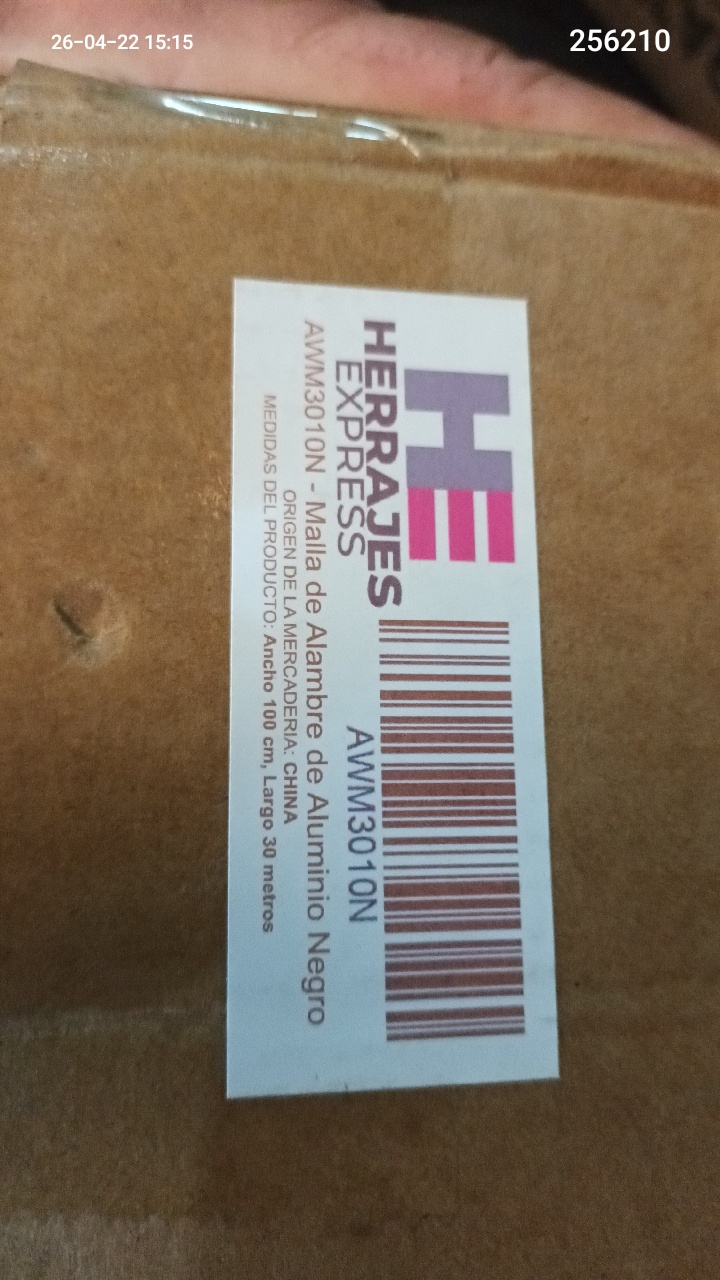 26-04-22 15:15
256210
HE
HERRAJES
EXPRESS
AWM3010N
AWM3010N - Malla de Alambre de Aluminio Negro
ORIGEN DE LA MERCADERIA: CHINA
MEDIDAS DEL PRODUCTO: Ancho 100 cm, Largo 30 metros